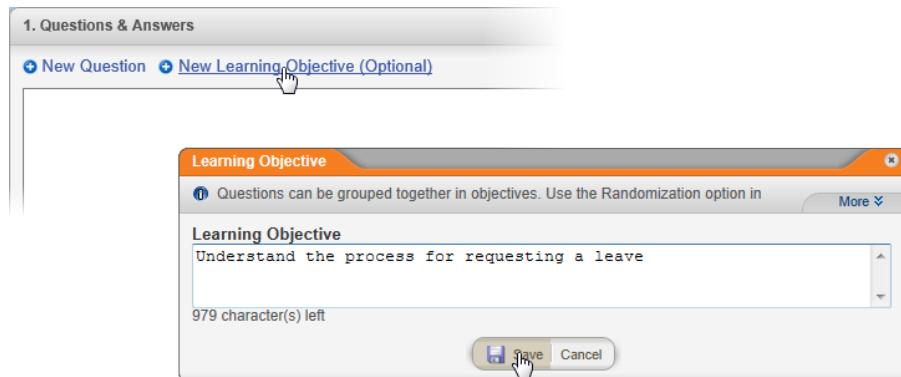 1. Questions & Answers
New Question New Learning Objective (Optional)
Learning Objective
Questions can be grouped together in objectives. Use the Randomization option in
More
Learning Objective
Understand the process for requesting a leave
979 character(s) left
Save Cancel